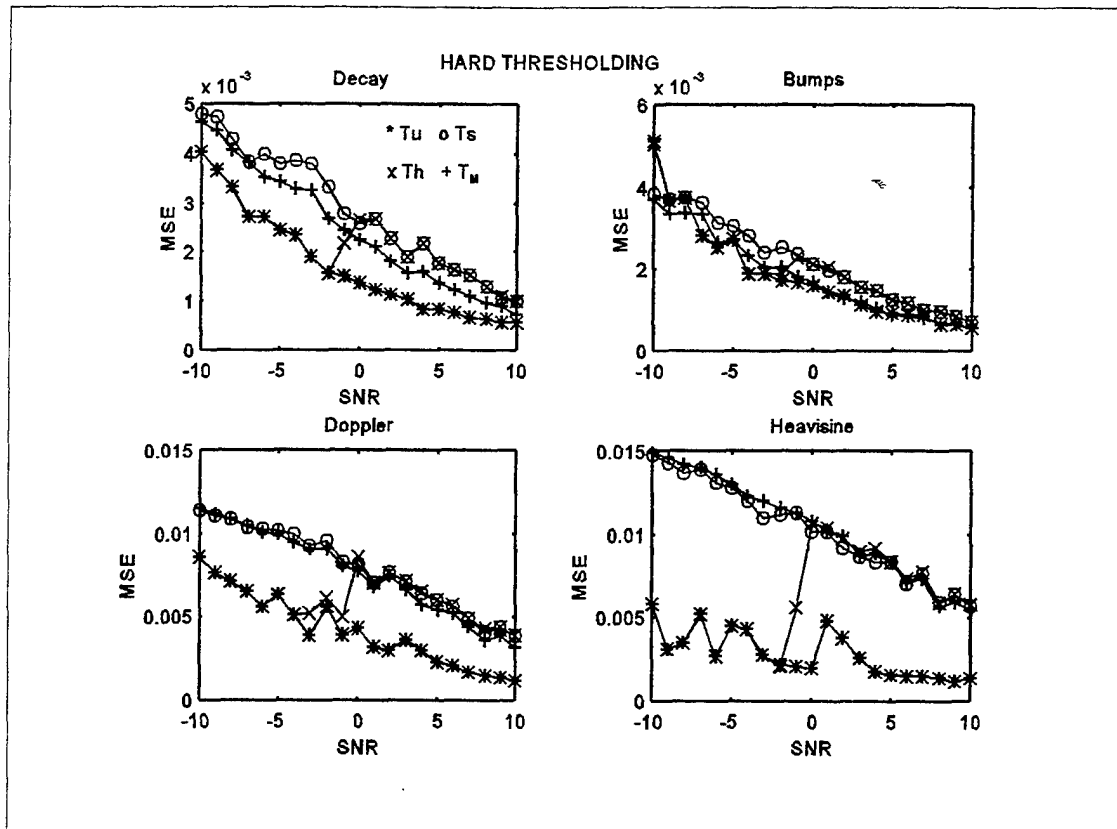 HARD THRESHOLDING
x 10⁻³
Decay
5
4
3
2
1
0
MSE
* Tu o Ts
x Th + T_M
-10 -5 0 5 10
SNR
x 10⁻³
Bumps
6
4
2
0
MSE
-10 -5 0 5 10
SNR
Doppler
0.015
0.01
0.005
0
MSE
-10 -5 0 5 10
SNR
Heavisine
0.015
0.01
0.005
0
MSE
-10 -5 0 5 10
SNR